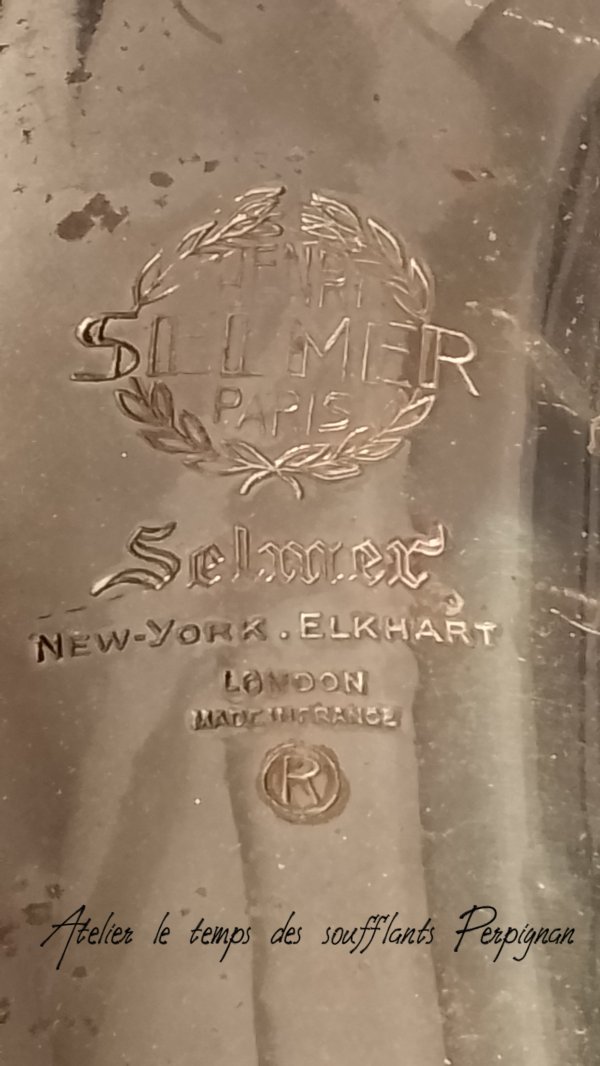 HENRI
SELMER
PARIS
Selmer
NEW-YORK. ELKHART
LONDON
MADE IN FRANCE
R
Atelier le temps des soufflants Perpignan